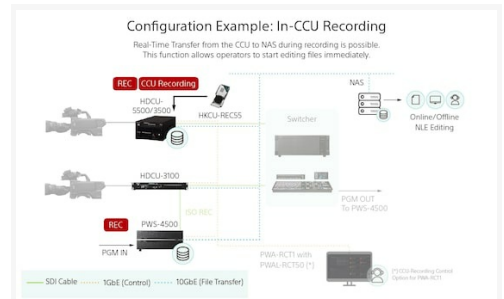 Configuration Example: In-CCU Recording
Real-Time Transfer from the CCU to NAS during recording is possible.
This function allows operators to start editing files immediately.
REC
CCU Recording
HDCU-
5500/3500
HKCU-REC55
NAS
Switcher
Online/Offline
NLE Editing
HDCU-3100
ISO REC
REC
PWS-4500
PGM IN
PGM OUT
To PWS-4500
PWA-RCT1 with
PWAL-RCT50 (*)
(*) CCU Recording Control
Option for PWA-RCT1
SDI Cable
1GbE (Control)
10GbE (File Transfer)